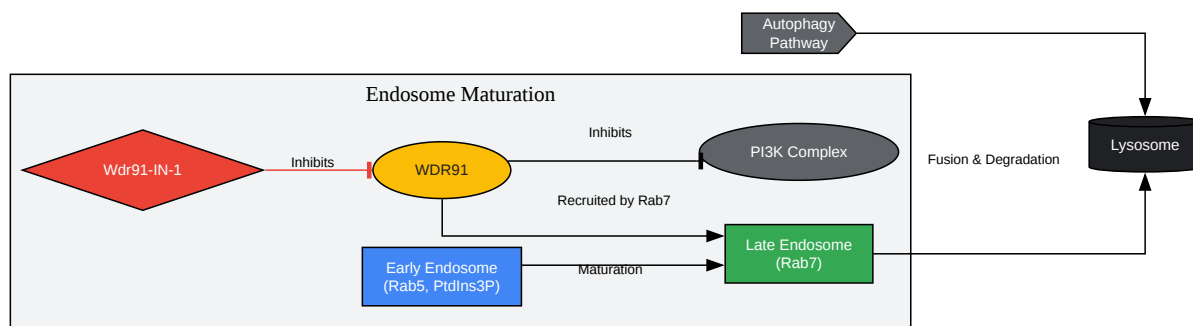 Autophagy
Pathway
Endosome Maturation
Wdr91-IN-1
Inhibits
WDR91
Inhibits
PI3K Complex
Fusion & Degradation
Lysosome
Recruited by Rab7
Early Endosome
(Rab5, PtdIns3P)
Maturation
Late Endosome
(Rab7)